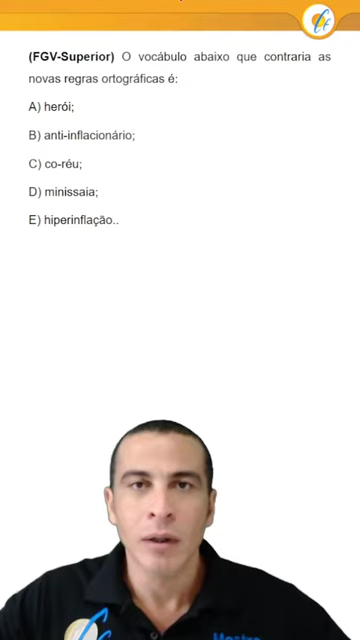 (FGV-Superior) O vocábulo abaixo que contraria as
novas regras ortográficas é:
A) herói;
B) anti-inflacionário;
C) co-réu;
D) minissaia;
E) hiperinflação..